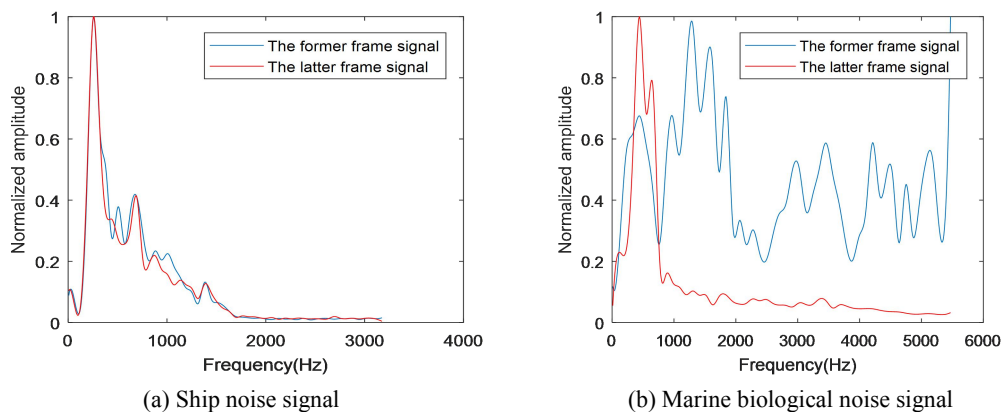 1
0.8
0.6
0.4
0.2
0
Normalized amplitude
The former frame signal
The latter frame signal
0 1000 2000 3000 4000
Frequency(Hz)
(a) Ship noise signal
1
0.8
0.6
0.4
0.2
0
Normalized amplitude
The former frame signal
The latter frame signal
0 1000 2000 3000 4000 5000 6000
Frequency(Hz)
(b) Marine biological noise signal